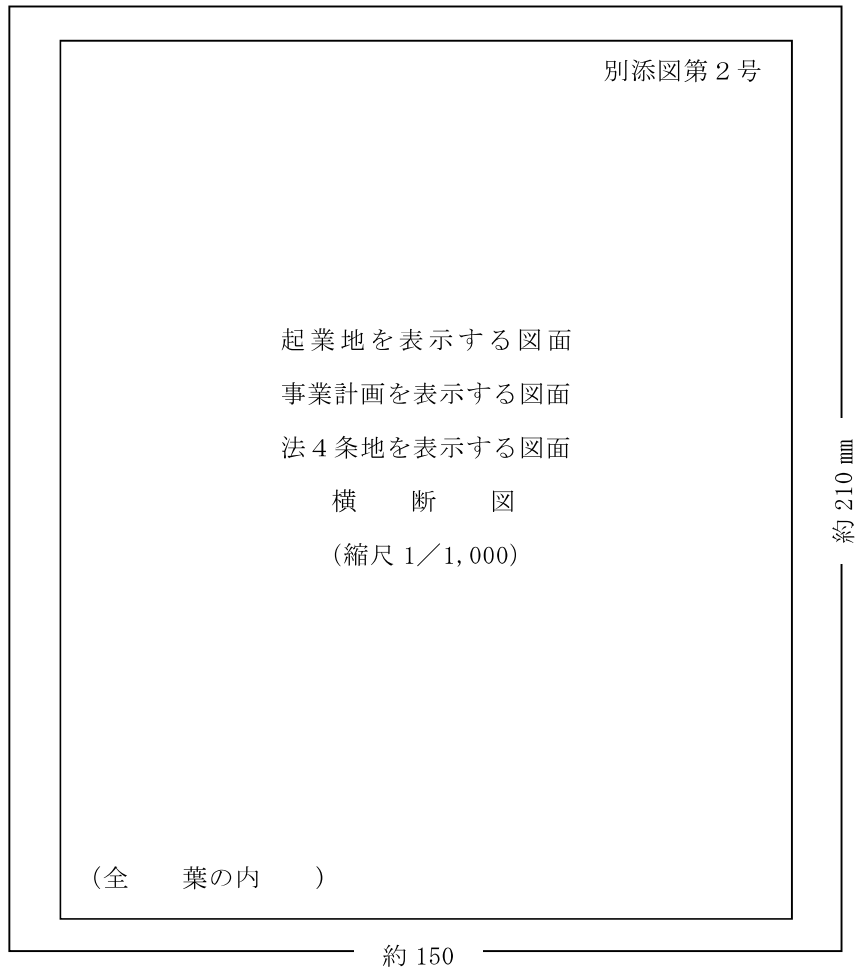 別添図第２号
起業地を表示する図面
事業計画を表示する図面
法４条地を表示する図面
横　断　図
（縮尺 1／1,000）
（全　　葉の内　　）
約 210 ㎜
約 150